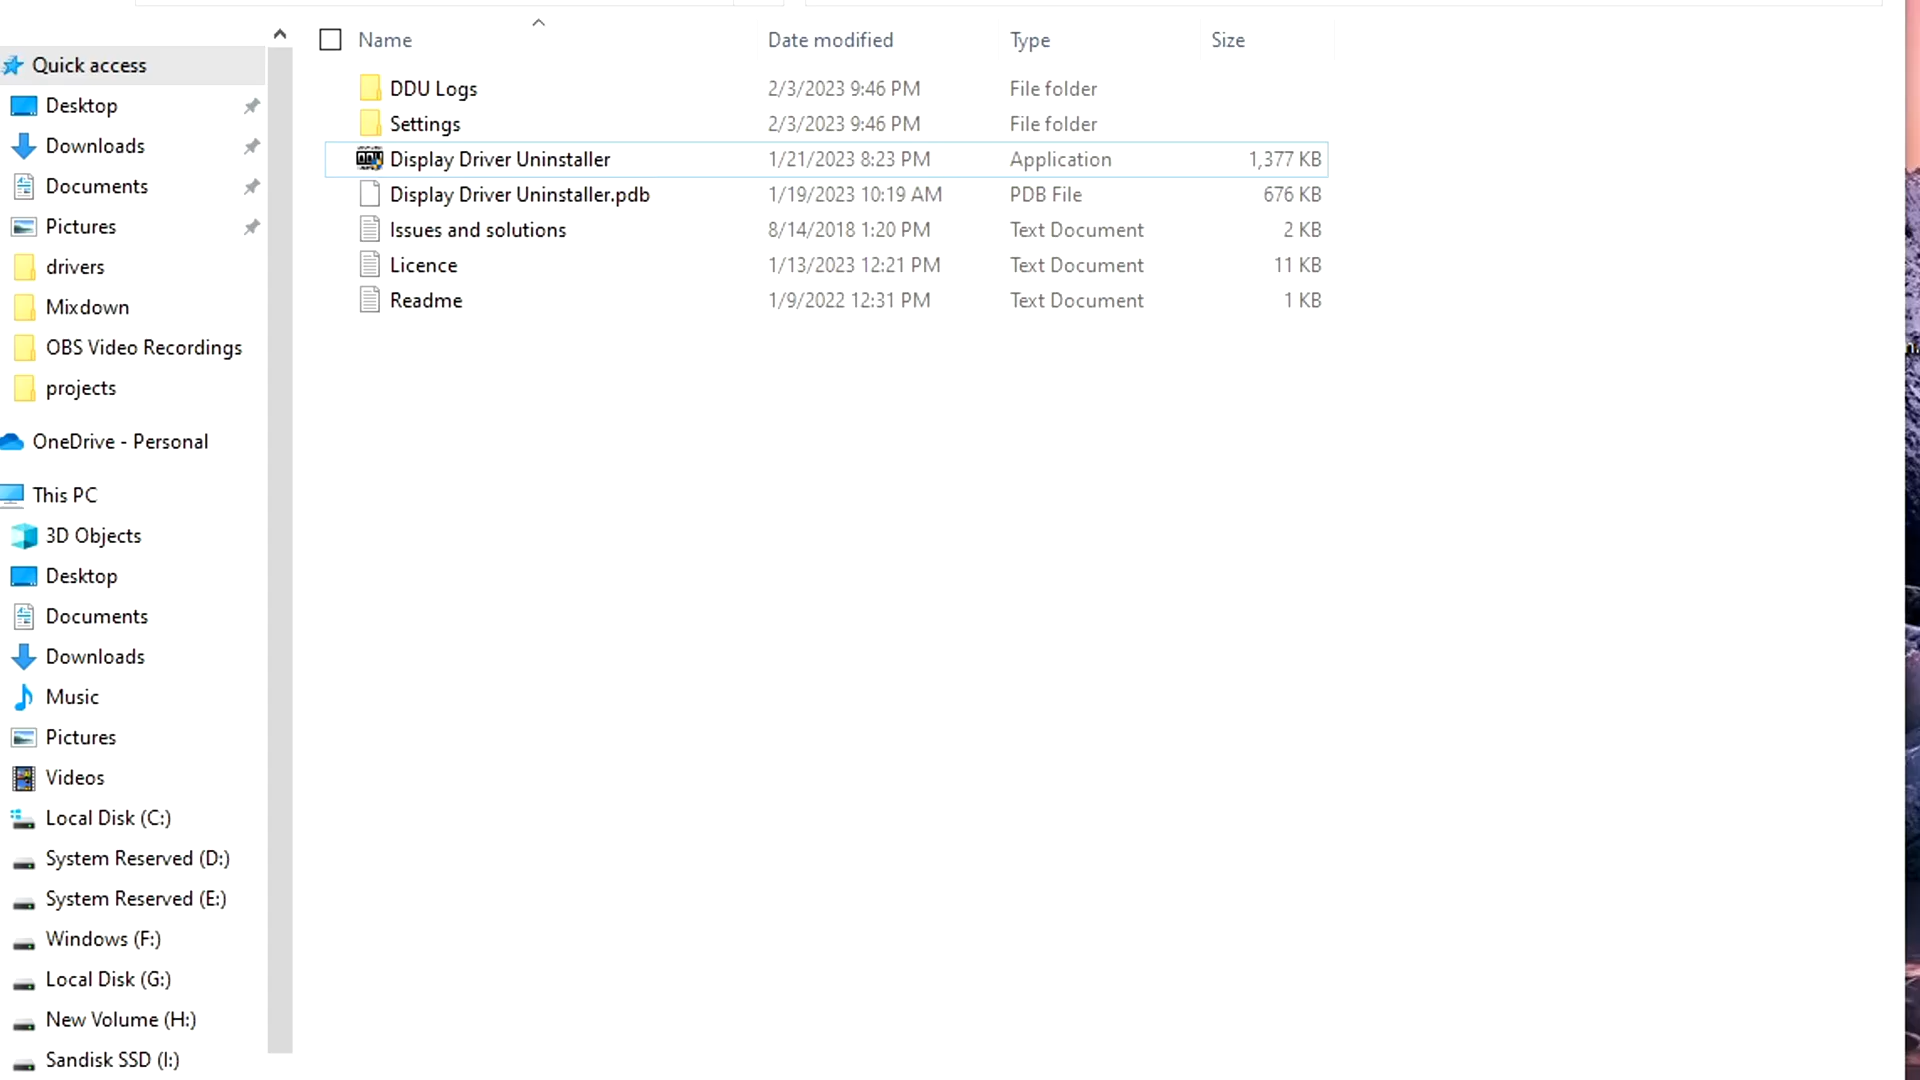 Name Date modified Type Size
Quick access
Desktop
Downloads
Documents
Pictures
drivers
Mixdown
OBS Video Recordings
projects
OneDrive - Personal
This PC
3D Objects
Desktop
Documents
Downloads
Music
Pictures
Videos
Local Disk (C:)
System Reserved (D:)
System Reserved (E:)
Windows (F:)
Local Disk (G:)
New Volume (H:)
Sandisk SSD (I:)
DDU Logs 2/3/2023 9:46 PM File folder
Settings 2/3/2023 9:46 PM File folder
Display Driver Uninstaller 1/21/2023 8:23 PM Application 1,377 KB
Display Driver Uninstaller.pdb 1/19/2023 10:19 AM PDB File 676 KB
Issues and solutions 8/14/2018 1:20 PM Text Document 2 KB
Licence 1/13/2023 12:21 PM Text Document 11 KB
Readme 1/9/2022 12:31 PM Text Document 1 KB